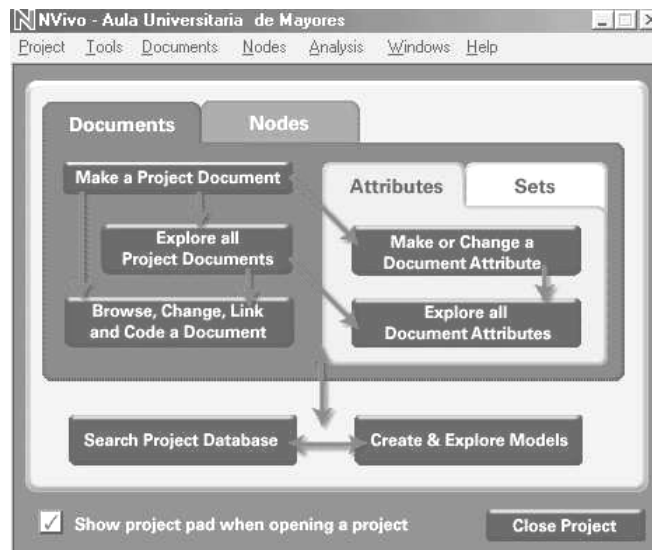 NVivo - Aula Universitaria de Mayores
Project Tools Documents Nodes Analysis Windows Help
Documents Nodes
Make a Project Document
Attributes Sets
Explore all
Project Documents
Make or Change a
Document Attribute
Browse, Change, Link
and Code a Document
Explore all
Document Attributes
Search Project Database
Create & Explore Models
Show project pad when opening a project
Close Project